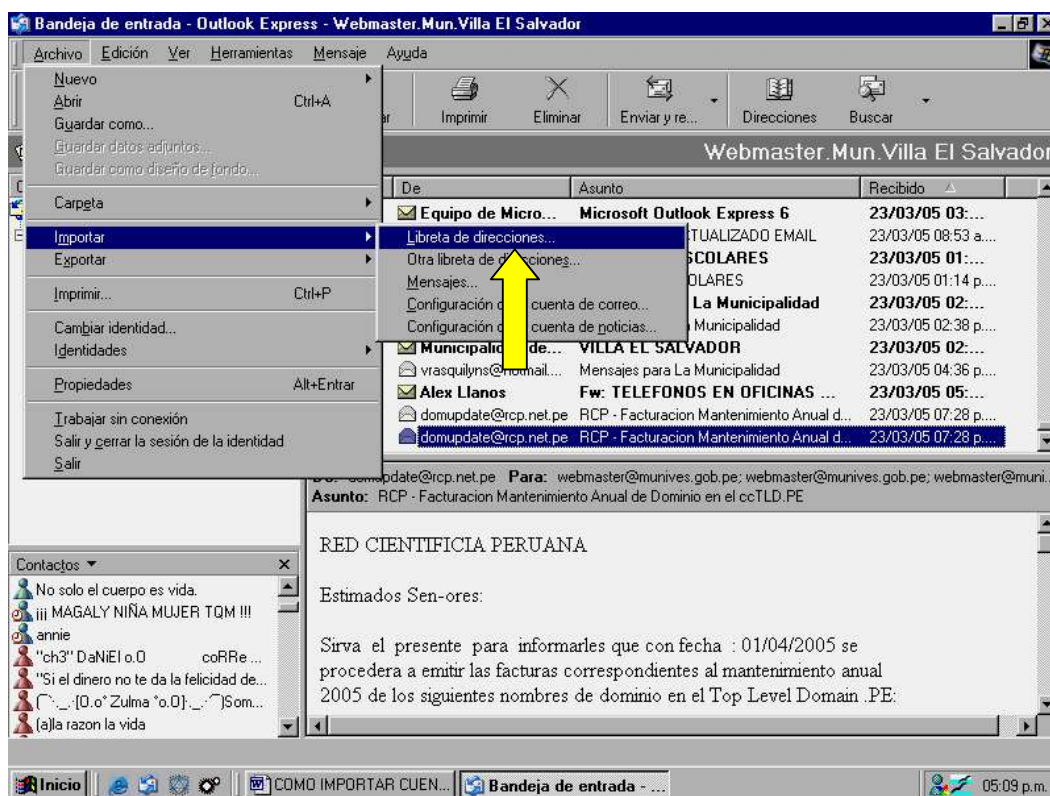 Bandeja de entrada - Outlook Express - Webmaster.Mun.Villa El Salvador
Archivo Edición Ver Herramientas Mensaje Ayuda
Nuevo
Abrir Ctrl+A
Guardar como...
Guardar datos adjuntos...
Guardar como diseño de fondo...
Carpeta
Importar
Exportar
Imprimir... Ctrl+P
Cambiar identidad...
Identidades
Propiedades Alt+Entrar
Trabajar sin conexión
Salir y cerrar la sesión de la identidad
Salir
Imprimir Eliminar Enviar y re... Direcciones Buscar
Webmaster.Mun.Villa El Salvador
De Asunto Recibido
Equipo de Micro... Microsoft Outlook Express 6 23/03/05 03:...
TUALIZADO EMAIL 23/03/05 08:53 a....
SCOLARES 23/03/05 01:...
OLARES 23/03/05 01:14 p....
La Municipalidad 23/03/05 02:...
Municipalidad 23/03/05 02:38 p....
VILLA EL SALVADOR 23/03/05 02:...
Mensajes para La Municipalidad 23/03/05 04:36 p....
Alex Llanos Fw: TELEFONOS EN OFICINAS ... 23/03/05 05:...
domupdate@rcp.net.pe RCP - Facturacion Mantenimiento Anual d... 23/03/05 07:28 p....
domupdate@rcp.net.pe RCP - Facturacion Mantenimiento Anual d... 23/03/05 07:28 p....
Libreta de direcciones...
Otra libreta de direcciones...
Mensajes...
Configuración cuenta de correo...
Configuración cuenta de noticias...
Para: webmaster@munives.gob.pe; webmaster@munives.gob.pe; webmaster@muni...
Asunto: RCP - Facturacion Mantenimiento Anual de Dominio en el ccTLD.PE
RED CIENTIFICIA PERUANA
Estimados Sen-ores:
Sirva el presente para informarles que con fecha : 01/04/2005 se
procedera a emitir las facturas correspondientes al mantenimiento anual
2005 de los siguientes nombres de dominio en el Top Level Domain .PE:
Contactos
No solo el cuerpo es vida.
¡¡¡ MAGALY NIÑA MUJER TQM !!!
annie
"ch3" DaNiEl o.O coRRe ...
"Si el dinero no te da la felicidad de...
(a)la razon la vida
Inicio
COMO IMPORTAR CUEN...
Bandeja de entrada - ...
05:09 p.m.